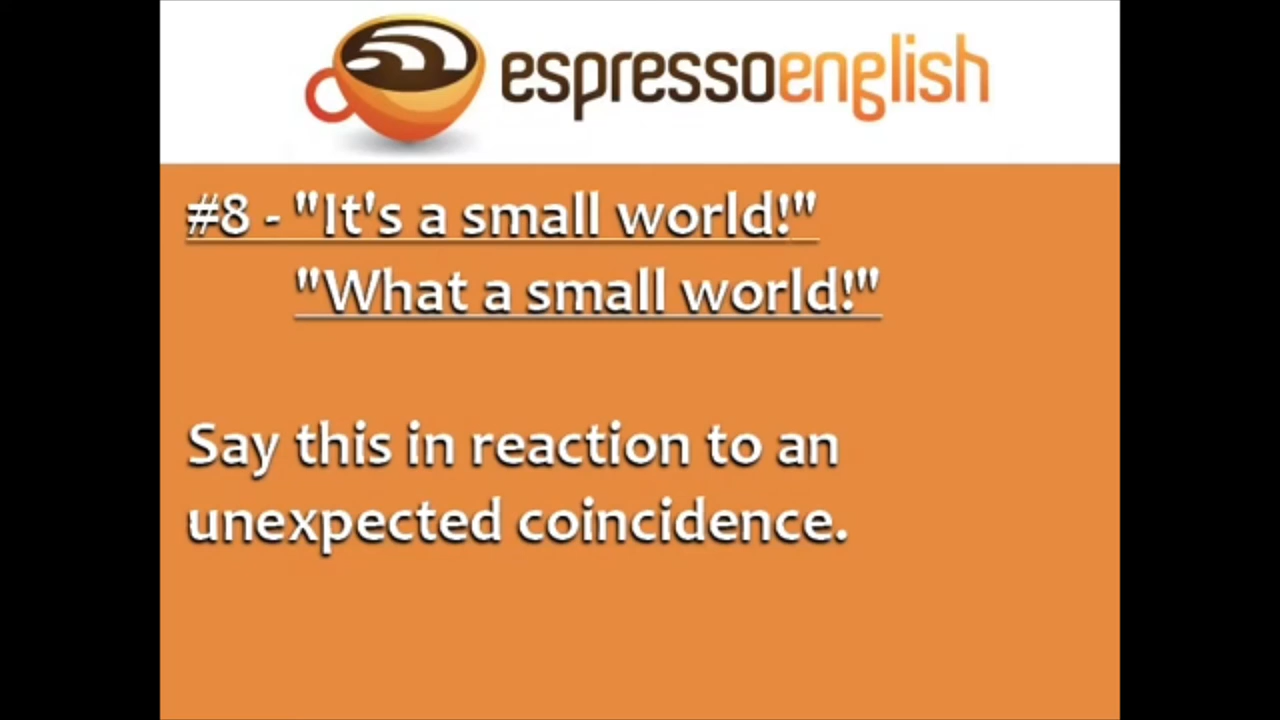 espressoenglish
#8 - "It's a small world!"
"What a small world!"
Say this in reaction to an
unexpected coincidence.